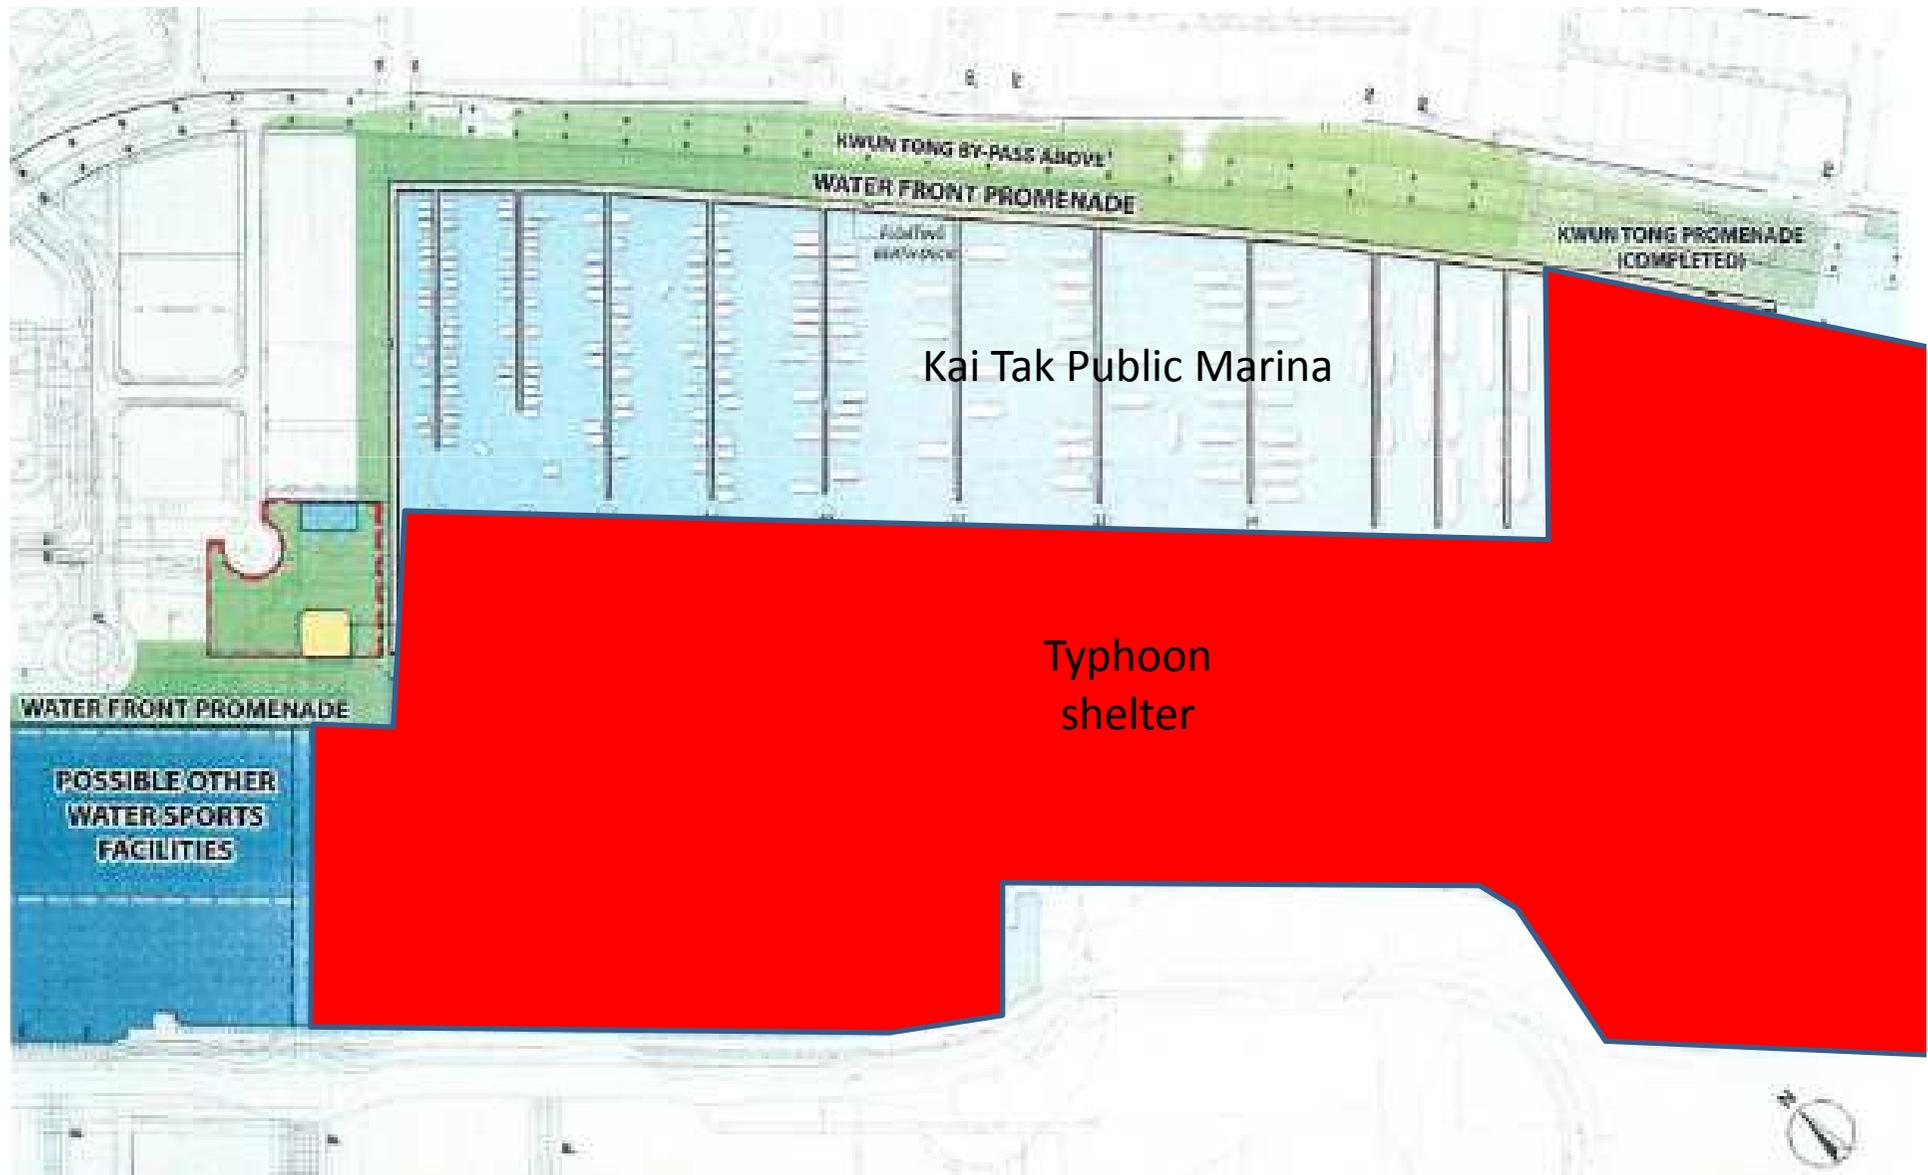 KWUN TONG BY-PASS ABOVE
WATER FRONT PROMENADE
KWUN TONG PROMENADE
(COMPLETED)
FLOATING
Kai Tak Public Marina
Typhoon
shelter
WATER FRONT PROMENADE
POSSIBLE OTHER
WATER SPORTS
FACILITIES
N